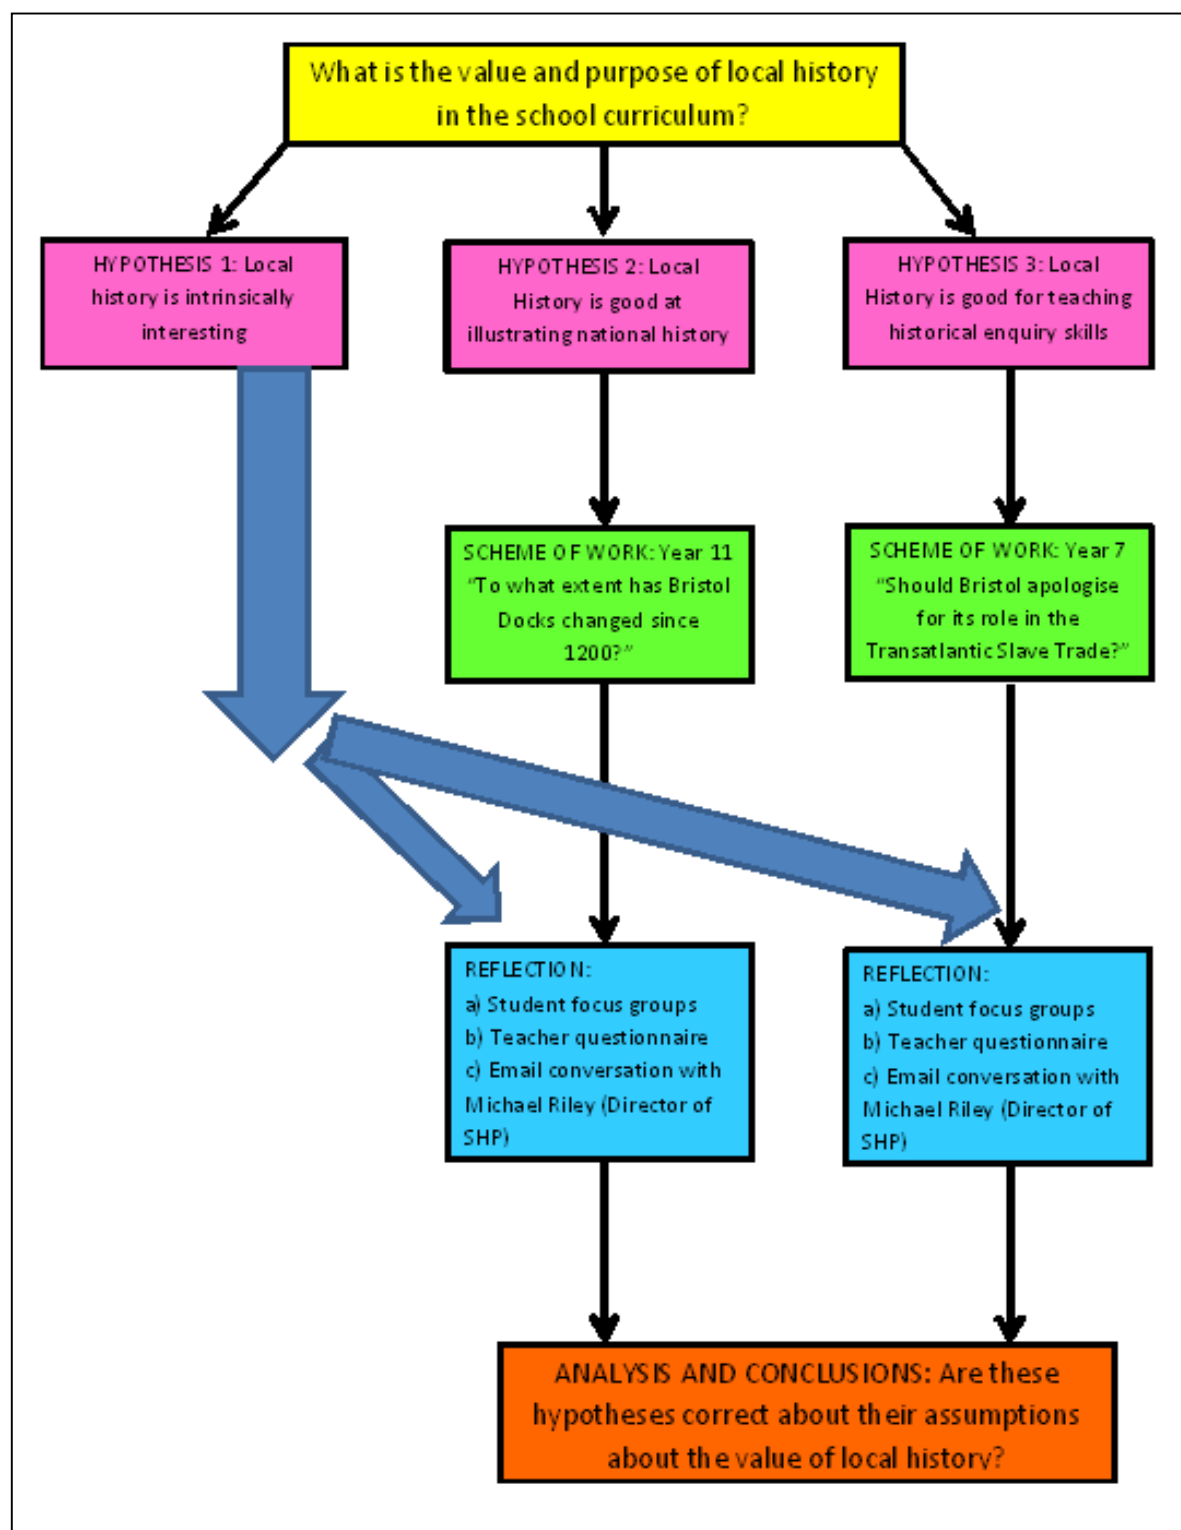 What is the value and purpose of local history
in the school curriculum?
HYPOTHESIS 1: Local
history is intrinsically
interesting
HYPOTHESIS 2: Local
History is good at
illustrating national history
HYPOTHESIS 3: Local
History is good for teaching
historical enquiry skills
SCHEME OF WORK: Year 11
"To what extent has Bristol
Docks changed since
1200?"
SCHEME OF WORK: Year 7
"Should Bristol apologise
for its role in the
Transatlantic Slave Trade?"
REFLECTION:
a) Student focus groups
b) Teacher questionnaire
c) Email conversation with
Michael Riley (Director of
SHP)
REFLECTION:
a) Student focus groups
b) Teacher questionnaire
c) Email conversation with
Michael Riley (Director of
SHP)
ANALYSIS AND CONCLUSIONS: Are these
hypotheses correct about their assumptions
about the value of local history?